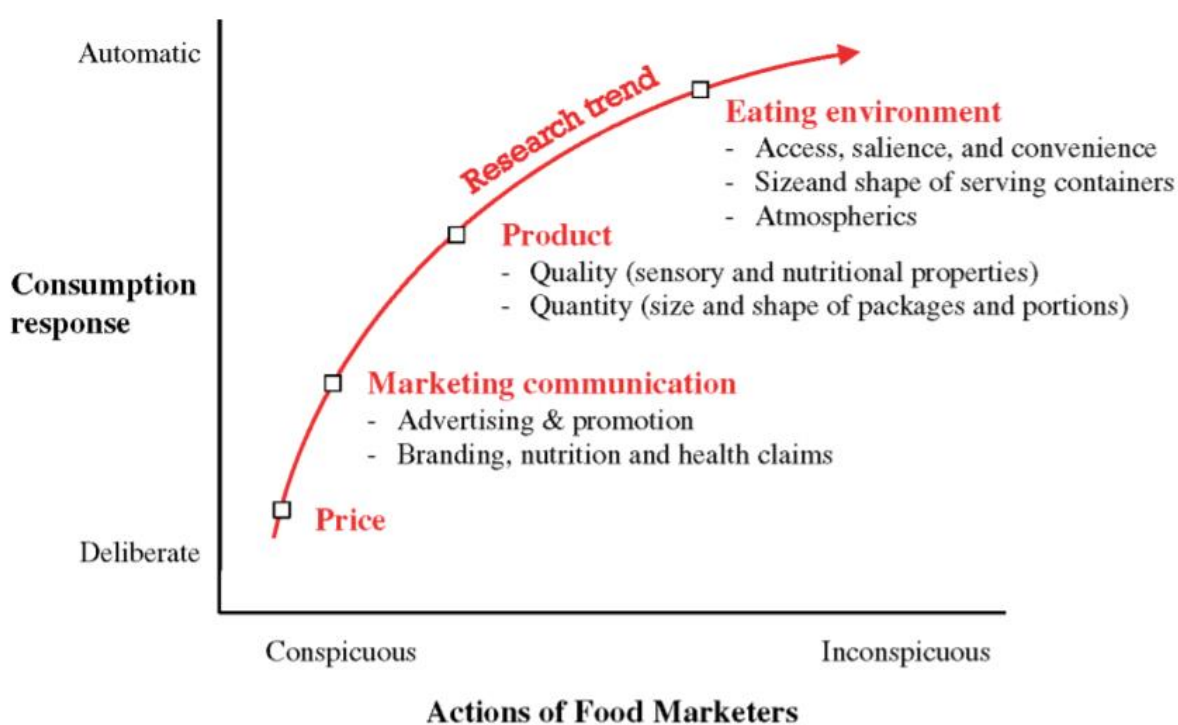 Automatic
Research trend
Eating environment
- Access, salience, and convenience
- Sizeand shape of serving containers
- Atmospherics
Product
- Quality (sensory and nutritional properties)
- Quantity (size and shape of packages and portions)
Consumption
response
Marketing communication
- Advertising & promotion
- Branding, nutrition and health claims
Price
Deliberate
Conspicuous
Inconspicuous
Actions of Food Marketers